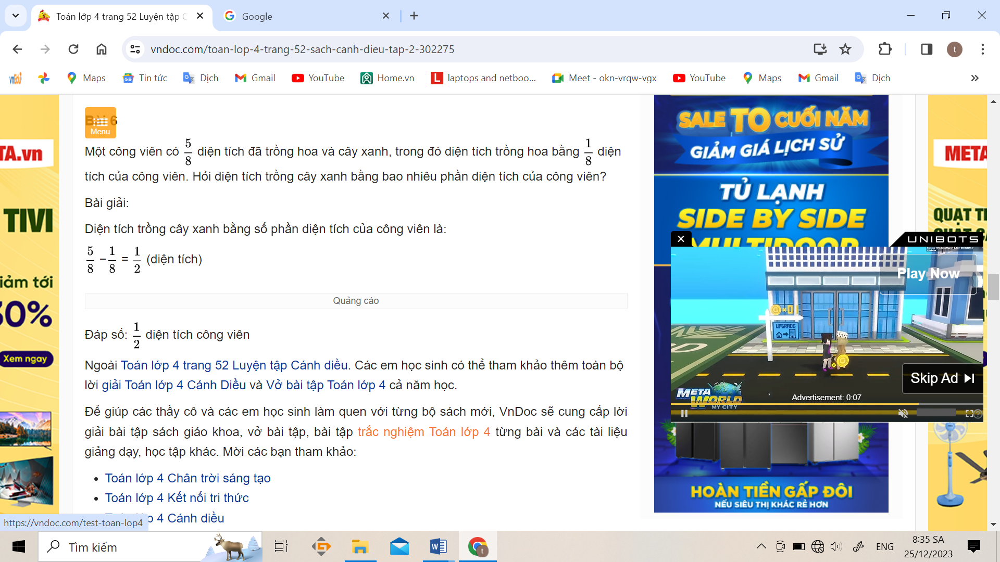 Toán lớp 4 trang 52 Luyện tập C
Google
vndoc.com/toan-lop-4-trang-52-sach-canh-dieu-tap-2-302275
t
vnEdu
Maps
Tin tức
Dịch
Gmail
YouTube
Home.vn
laptops and netboo...
Meet - okn-vrqw-vgx
YouTube
Maps
Gmail
Dịch
Bài 6
Menu
Một công viên có 5/8 diện tích đã trồng hoa và cây xanh, trong đó diện tích trồng hoa bằng 1/8 diện
tích của công viên. Hỏi diện tích trồng cây xanh bằng bao nhiêu phần diện tích của công viên?
Bài giải:
Diện tích trồng cây xanh bằng số phần diện tích của công viên là:
5/8 – 1/8 = 1/2 (diện tích)
Quảng cáo
Đáp số: 1/2 diện tích công viên
Ngoài Toán lớp 4 trang 52 Luyện tập Cánh diều. Các em học sinh có thể tham khảo thêm toàn bộ
lời giải Toán lớp 4 Cánh Diều và Vở bài tập Toán lớp 4 cả năm học.
Để giúp các thầy cô và các em học sinh làm quen với từng bộ sách mới, VnDoc sẽ cung cấp lời
giải bài tập sách giáo khoa, vở bài tập, bài tập trắc nghiệm Toán lớp 4 từng bài và các tài liệu
giảng dạy, học tập khác. Mời các bạn tham khảo:
Toán lớp 4 Chân trời sáng tạo
Toán lớp 4 Kết nối tri thức
4 Cánh diều
https://vndoc.com/test-toan-lop4
TA.vn
TIVI
iảm tới
50%
Xem ngay
SALE TO CUỐI NĂM
GIẢM GIÁ LỊCH SỬ
TỦ LẠNH
SIDE BY SIDE
MULTIDOOR
UNIBOTS
Play Now
UPGRADE
Skip Ad
META
WORLD
MY CITY
Advertisement: 0:07
HOÀN TIỀN GẤP ĐÔI
NẾU SIÊU THỊ KHÁC RẺ HƠN
META
QUẠT T
Tìm kiếm
t
ENG
8:35 SA
25/12/2023